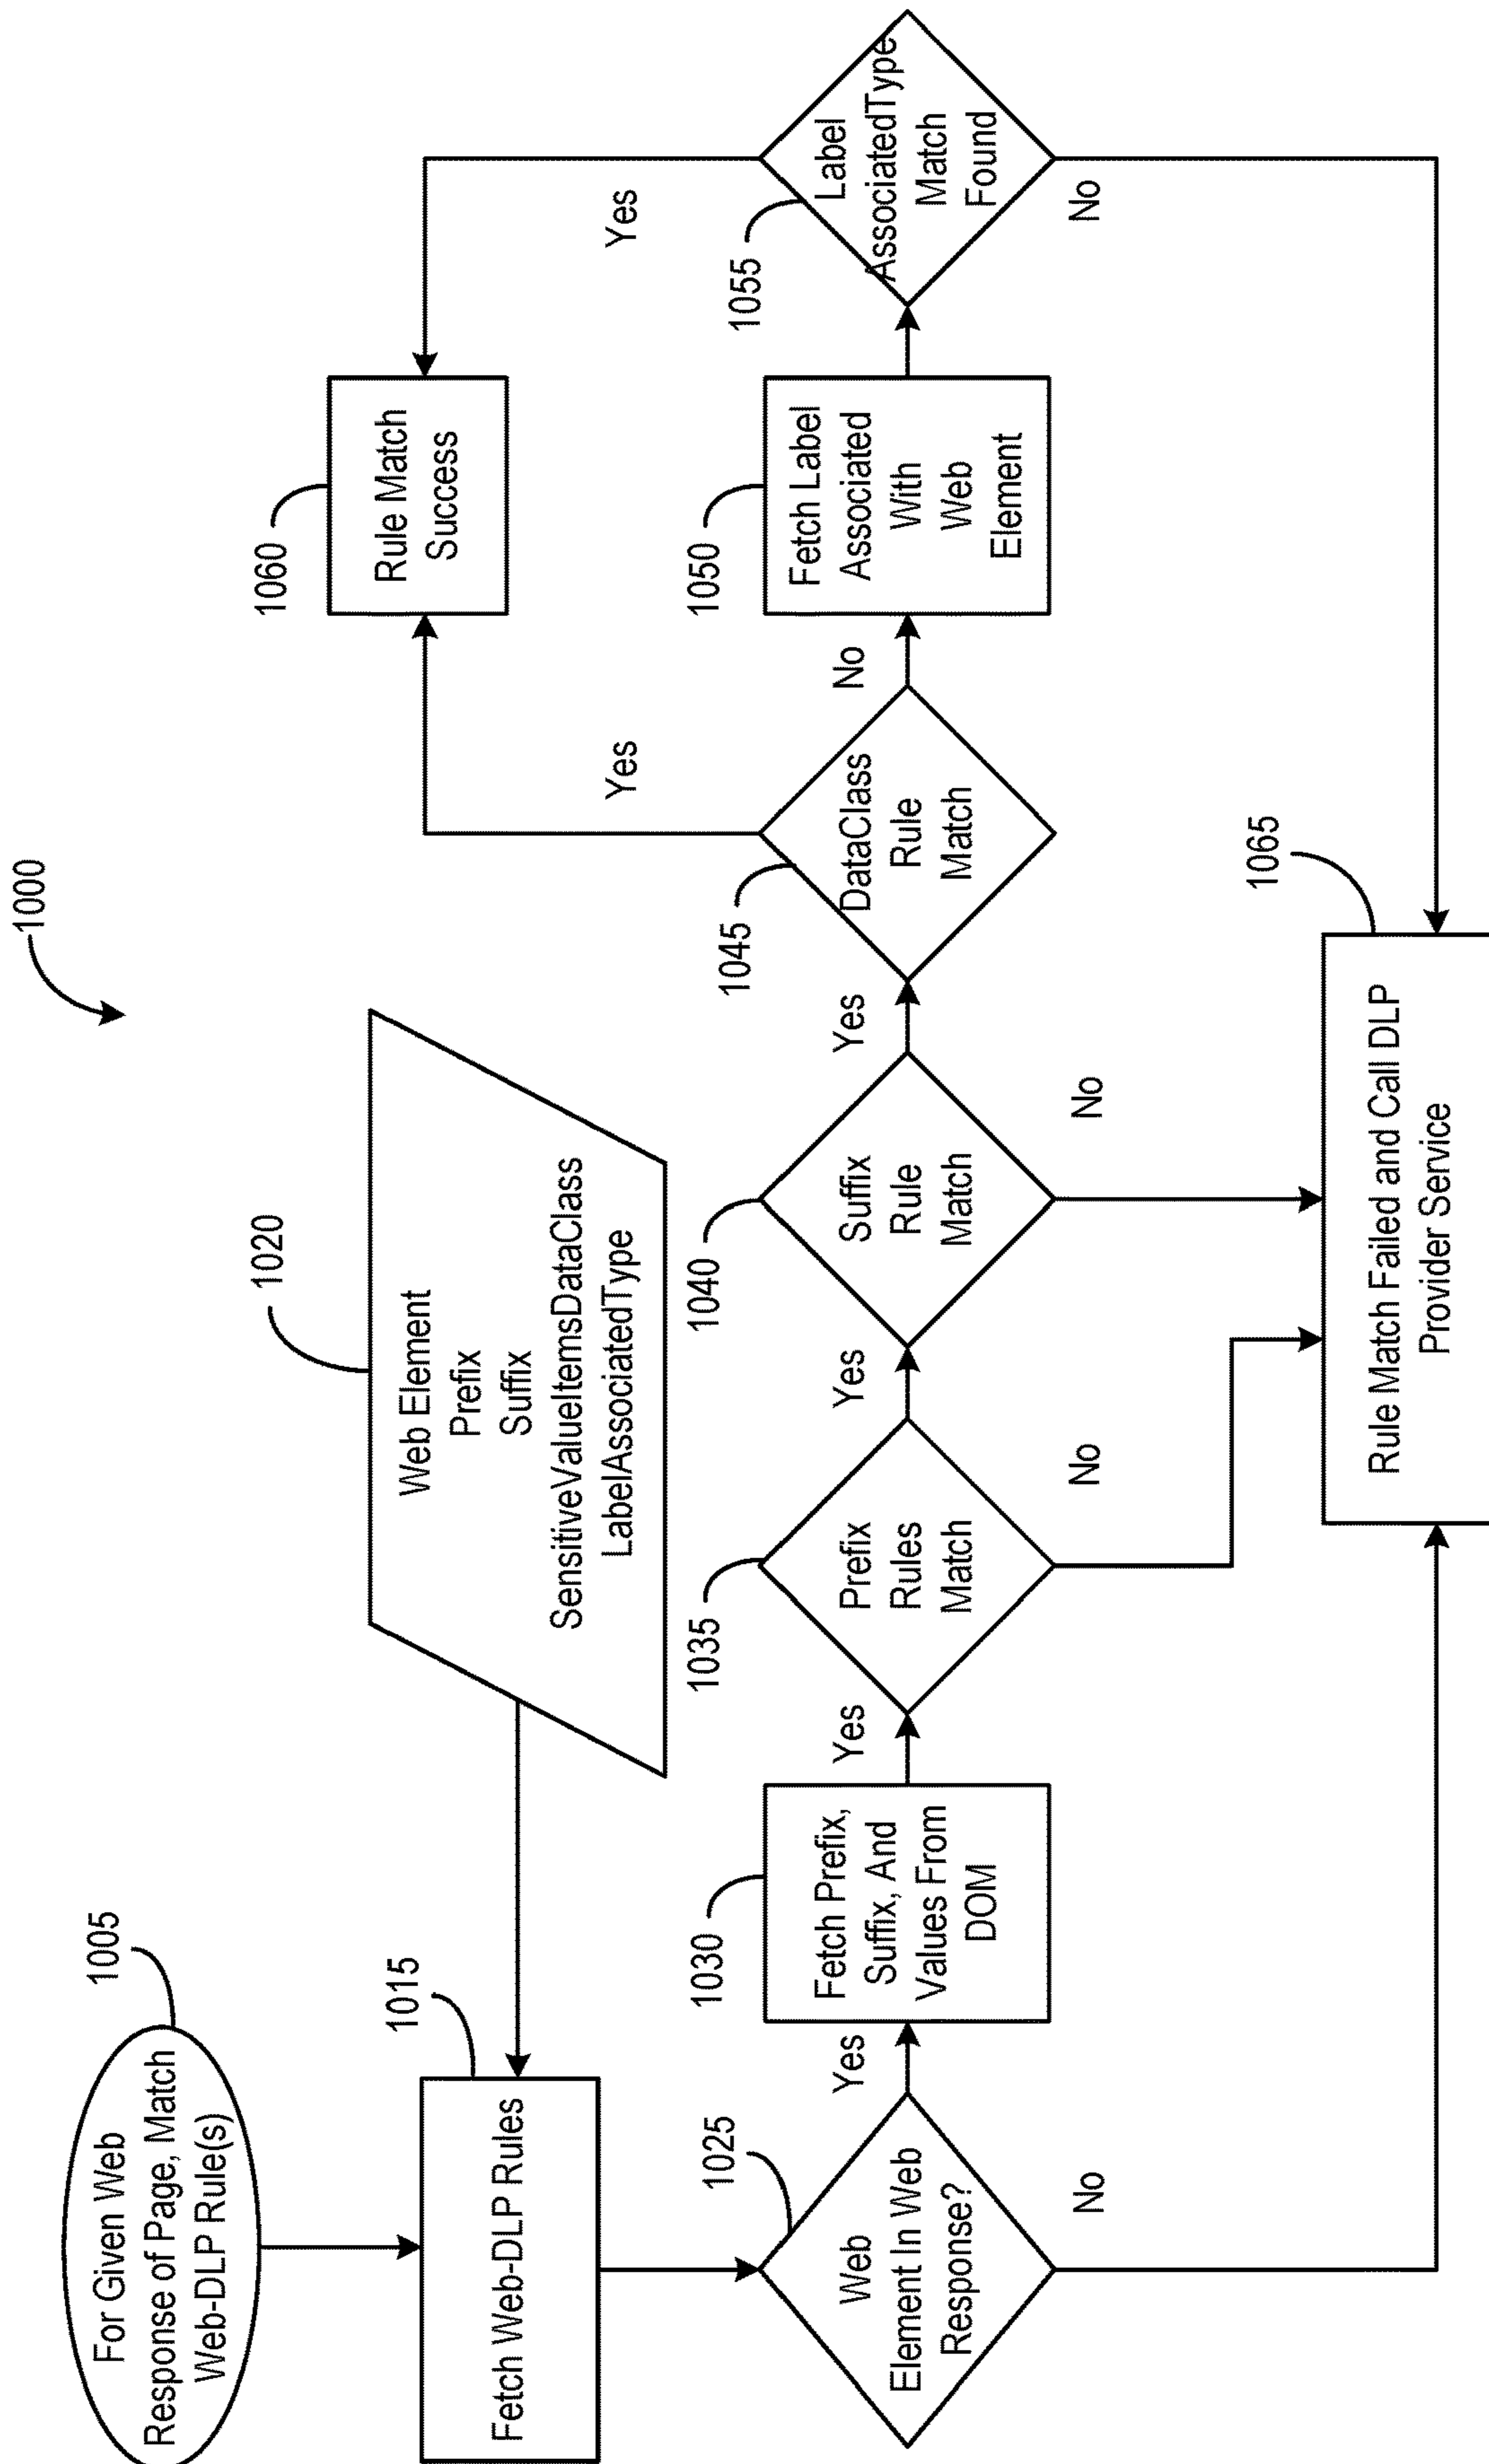 1000
For Given Web
Response of Page, Match
Web-DLP Rule(s)
1005
Fetch Web-DLP Rules
1015
Web Element
Prefix
Suffix
SensitiveValueItemsDataClass
LabelAssociatedType
1020
Web
Element In Web
Response?
1025
Yes
No
Fetch Prefix,
Suffix, And
Values From
DOM
1030
Yes
Prefix
Rules
Match
1035
Yes
No
Suffix
Rule
Match
1040
Yes
No
DataClass
Rule
Match
1045
Yes
No
Fetch Label
Associated
With
Web
Element
1050
Label
AssociatedType
Match
Found
1055
Yes
No
Rule Match
Success
1060
Rule Match Failed and Call DLP
Provider Service
1065